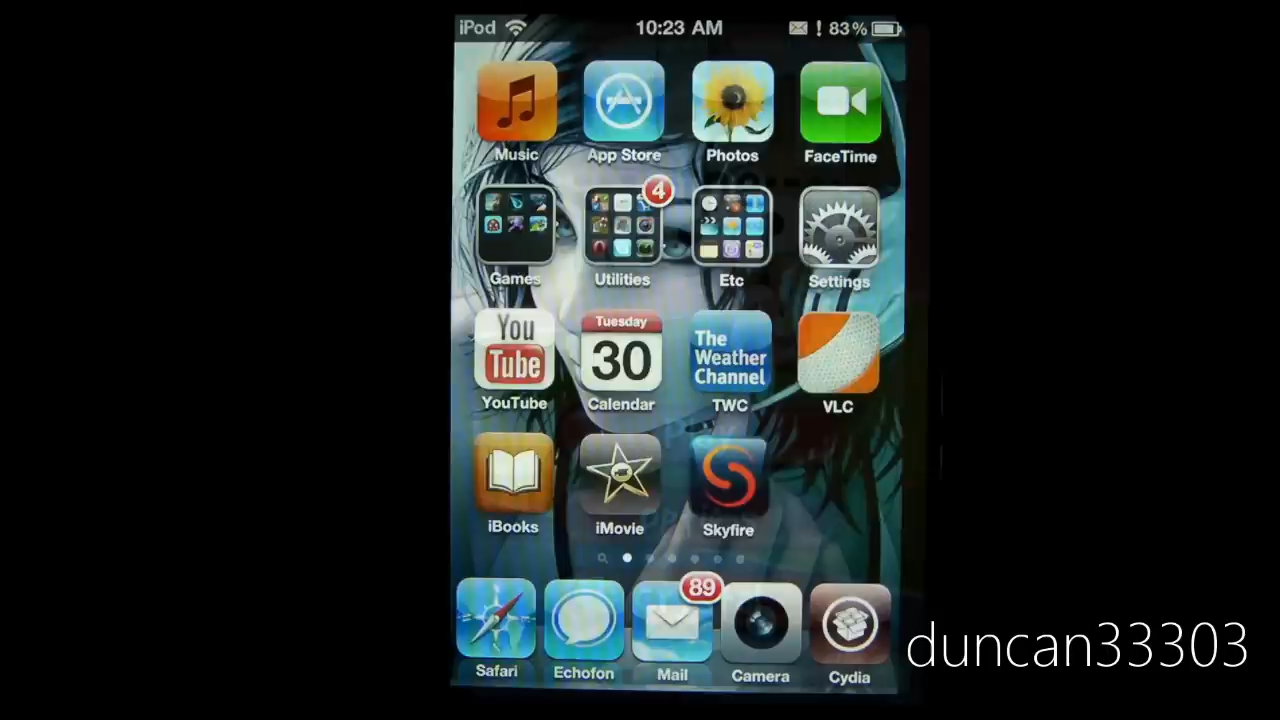 iPod 10:23 AM ! 83%
Music App Store Photos FaceTime
4
Games Utilities Etc Settings
You Tube Tuesday 30 The Weather Channel
YouTube Calendar TWC VLC
iBooks iMovie Skyfire
89
Safari Echofon Mail Camera Cydia
duncan33303